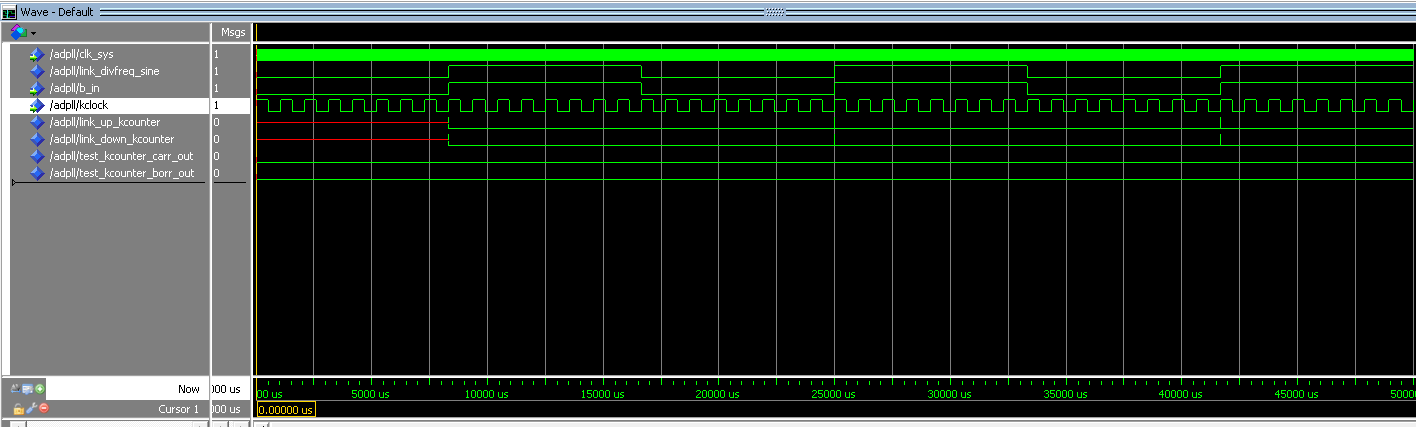 Wave - Default
Msgs
/adpll/clk_sys 1
/adpll/link_divfreq_sine 1
/adpll/b_in 1
/adpll/kclock 1
/adpll/link_up_kcounter 0
/adpll/link_down_kcounter 0
/adpll/test_kcounter_carr_out 0
/adpll/test_kcounter_borr_out 0
Now 000 us 00 us 5000 us 10000 us 15000 us 20000 us 25000 us 30000 us 35000 us 40000 us 45000 us 5000
Cursor 1 000 us 0.00000 us